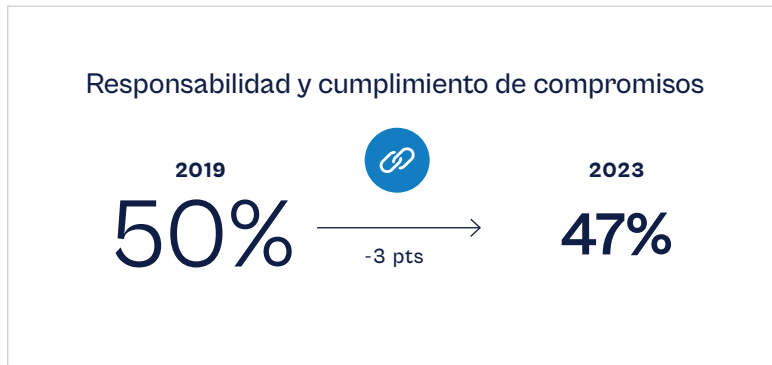 Responsabilidad y cumplimiento de compromisos
2019
50%
-3 pts
2023
47%